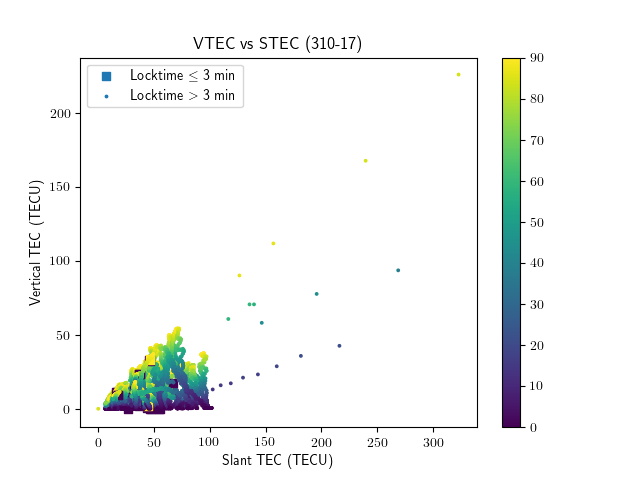 VTEC vs STEC (310-17)
Locktime ≤ 3 min
Locktime > 3 min
Vertical TEC (TECU)
200
150
100
50
0
0 50 100 150 200 250 300
Slant TEC (TECU)
90
80
70
60
50
40
30
20
10
0